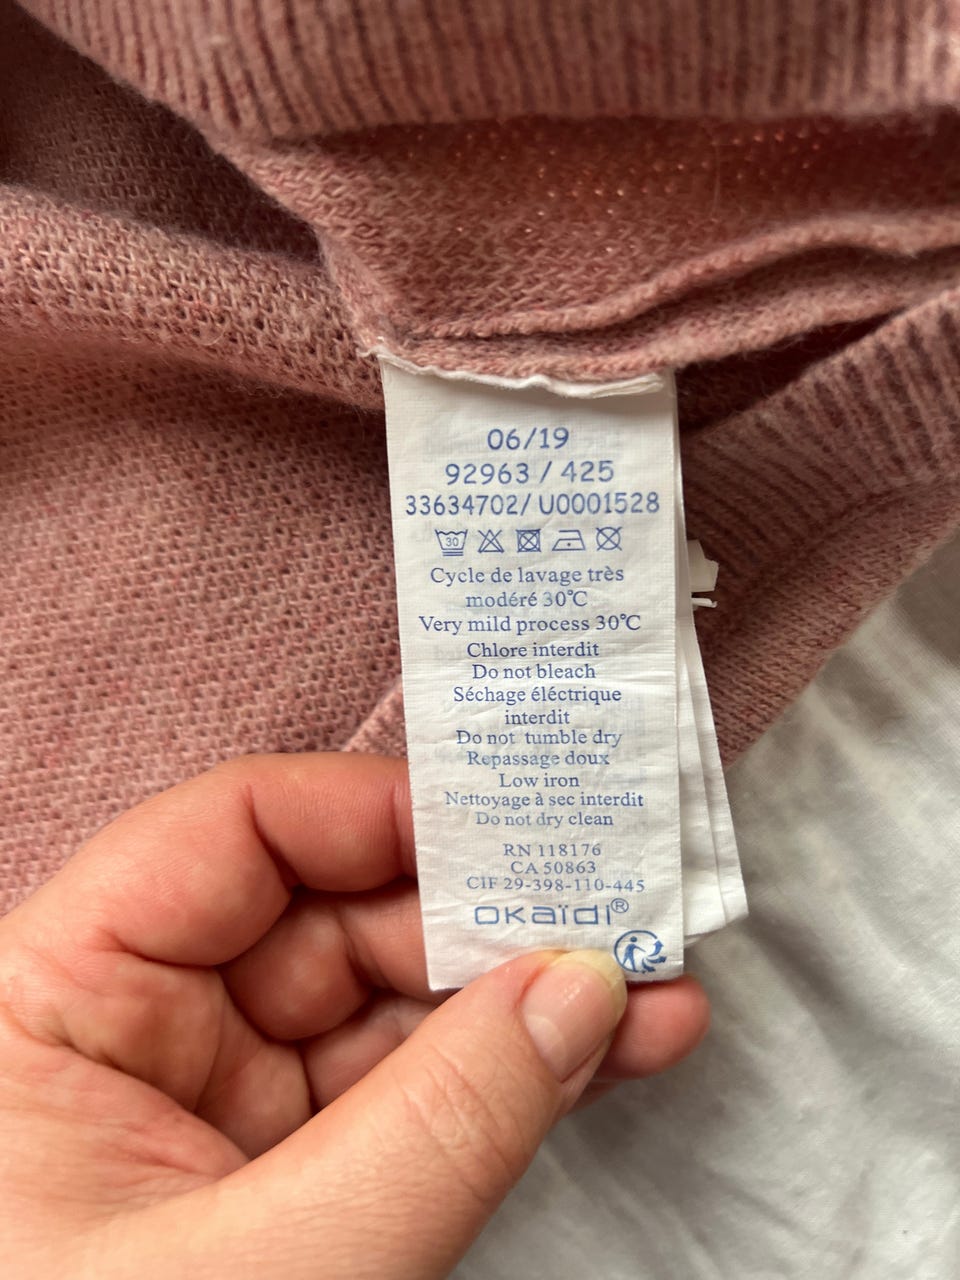 06/19
92963 / 425
33634702/ U0001528
30
Cycle de lavage très
modéré 30℃
Very mild process 30℃
Chlore interdit
Do not bleach
Séchage éléctrique
interdit
Do not tumble dry
Repassage doux
Low iron
Nettoyage à sec interdit
Do not dry clean
RN 118176
CA 50863
CIF 29-398-110-445
okaïdi®